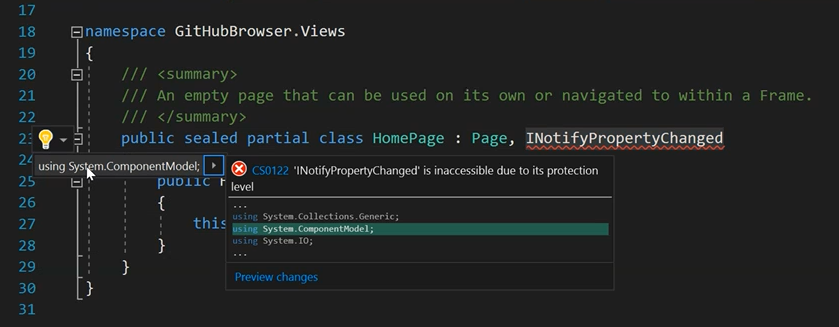 17
18 namespace GitHubBrowser.Views
19 {
20 /// <summary>
21 /// An empty page that can be used on its own or navigated to within a Frame.
22 /// </summary>
23 public sealed partial class HomePage : Page, INotifyPropertyChanged
24
using System.ComponentModel;
CS0122 'INotifyPropertyChanged' is inaccessible due to its protection
level
...
using System.Collections.Generic;
using System.ComponentModel;
using System.IO;
...
Preview changes
25 public
26 {
27 this
28 }
29 }
30 }
31